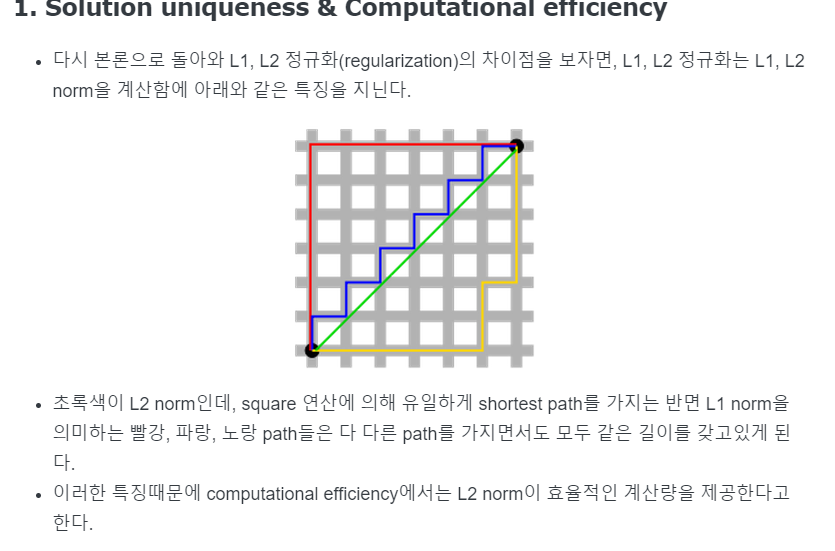 1. Solution uniqueness & Computational efficiency
다시 본론으로 돌아와 L1, L2 정규화(regularization)의 차이점을 보자면, L1, L2 정규화는 L1, L2
norm을 계산함에 아래와 같은 특징을 지닌다.
초록색이 L2 norm인데, square 연산에 의해 유일하게 shortest path를 가지는 반면 L1 norm을
의미하는 빨강, 파랑, 노랑 path들은 다 다른 path를 가지면서도 모두 같은 길이를 갖고있게 된
다.
이러한 특징때문에 computational efficiency에서는 L2 norm이 효율적인 계산량을 제공한다고
한다.